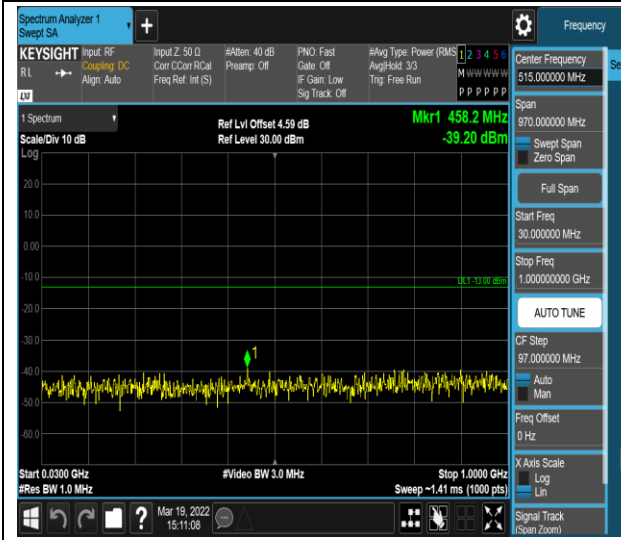 Spectrum Analyzer 1
Swept SA
+
Frequency
KEYSIGHT
RL
LXI
Input: RF
Coupling: DC
Align: Auto
Input Z: 50 Ω
Corr CCorr RCal
Freq Ref: Int (S)
#Atten: 40 dB
Preamp: Off
PNO: Fast
Gate: Off
IF Gain: Low
Sig Track: Off
#Avg Type: Power (RMS
Avg|Hold: 3/3
Trig: Free Run
1 2 3 4 5 6
M W W W W W
P P P P P P
1 Spectrum
Scale/Div 10 dB
Log
Ref Lvl Offset 4.59 dB
Ref Level 30.00 dBm
Mkr1 458.2 MHz
-39.20 dBm
20.0
10.0
0.00
-10.0
DL1 -13.00 dBm
-20.0
-30.0
1
-40.0
-50.0
-60.0
Start 0.0300 GHz
#Res BW 1.0 MHz
#Video BW 3.0 MHz
Stop 1.0000 GHz
Sweep ~1.41 ms (1000 pts)
?
Mar 19, 2022
15:11:08
Center Frequency
515.000000 MHz
Se
Span
970.000000 MHz
Swept Span
Zero Span
Full Span
Start Freq
30.000000 MHz
Stop Freq
1.000000000 GHz
AUTO TUNE
CF Step
97.000000 MHz
Auto
Man
Freq Offset
0 Hz
X Axis Scale
Log
Lin
Signal Track
(Span Zoom)